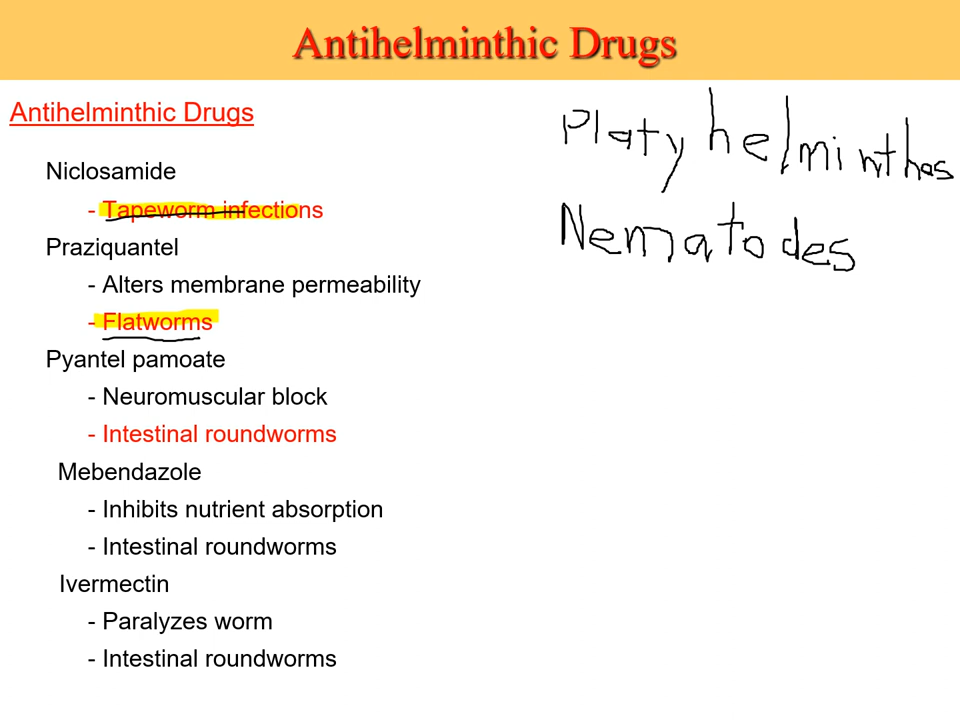 Antihelminthic Drugs
Antihelminthic Drugs
Niclosamide
- Tapeworm infections
Praziquantel
- Alters membrane permeability
- Flatworms
Pyantel pamoate
- Neuromuscular block
- Intestinal roundworms
Mebendazole
- Inhibits nutrient absorption
- Intestinal roundworms
Ivermectin
- Paralyzes worm
- Intestinal roundworms
Platyhelminthes
Nematodes